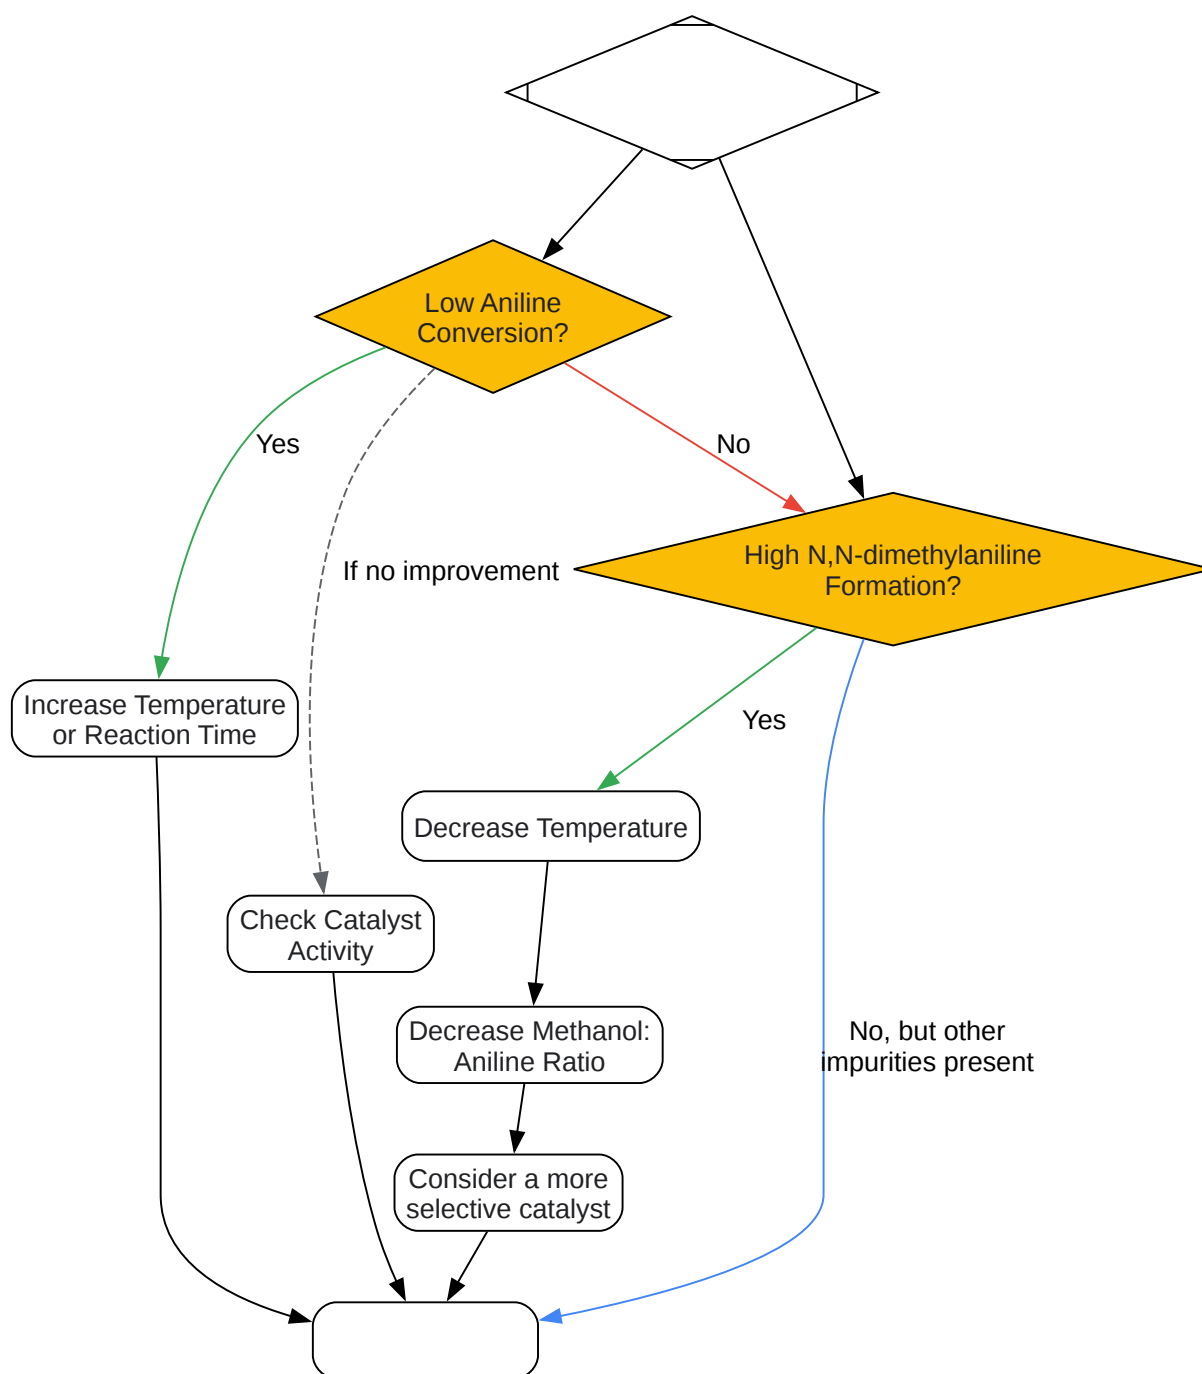 Low Aniline
Conversion?
Yes
No
If no improvement
High N,N-dimethylaniline
Formation?
Increase Temperature
or Reaction Time
Yes
Decrease Temperature
Check Catalyst
Activity
Decrease Methanol:
Aniline Ratio
No, but other
impurities present
Consider a more
selective catalyst